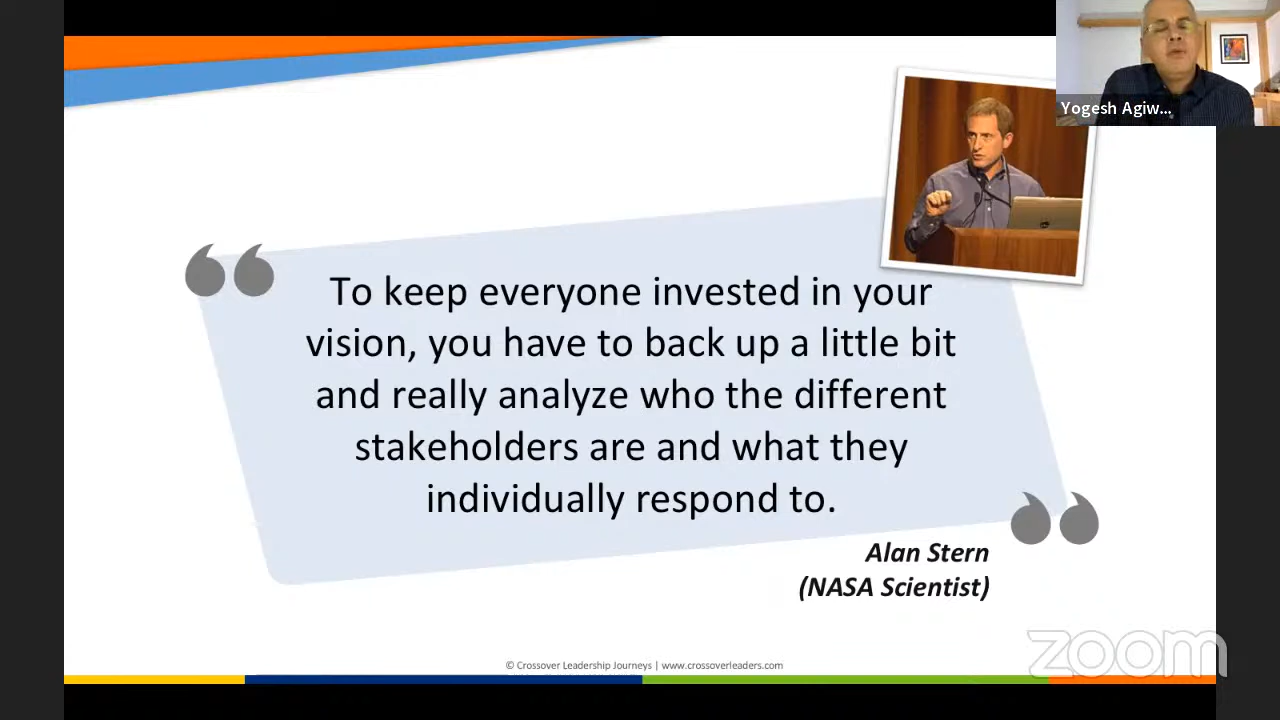 Yogesh Agiw...
To keep everyone invested in your
vision, you have to back up a little bit
and really analyze who the different
stakeholders are and what they
individually respond to.
Alan Stern
(NASA Scientist)
zoom
© Crossover Leadership Journeys | www.crossoverleaders.com